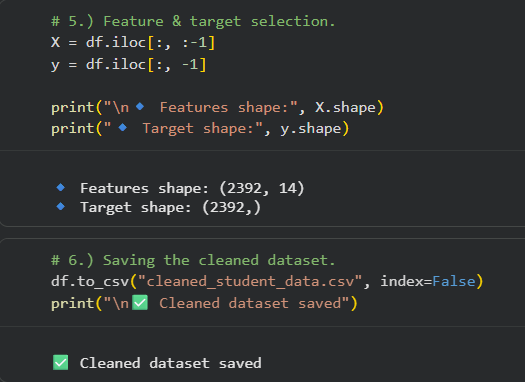 # 5.) Feature & target selection.
X = df.iloc[:, :-1]
y = df.iloc[:, -1]
print("\n🔹 Features shape:", X.shape)
print("🔹 Target shape:", y.shape)
🔹 Features shape: (2392, 14)
🔹 Target shape: (2392,)
# 6.) Saving the cleaned dataset.
df.to_csv("cleaned_student_data.csv", index=False)
print("\n✅ Cleaned dataset saved")
✅ Cleaned dataset saved